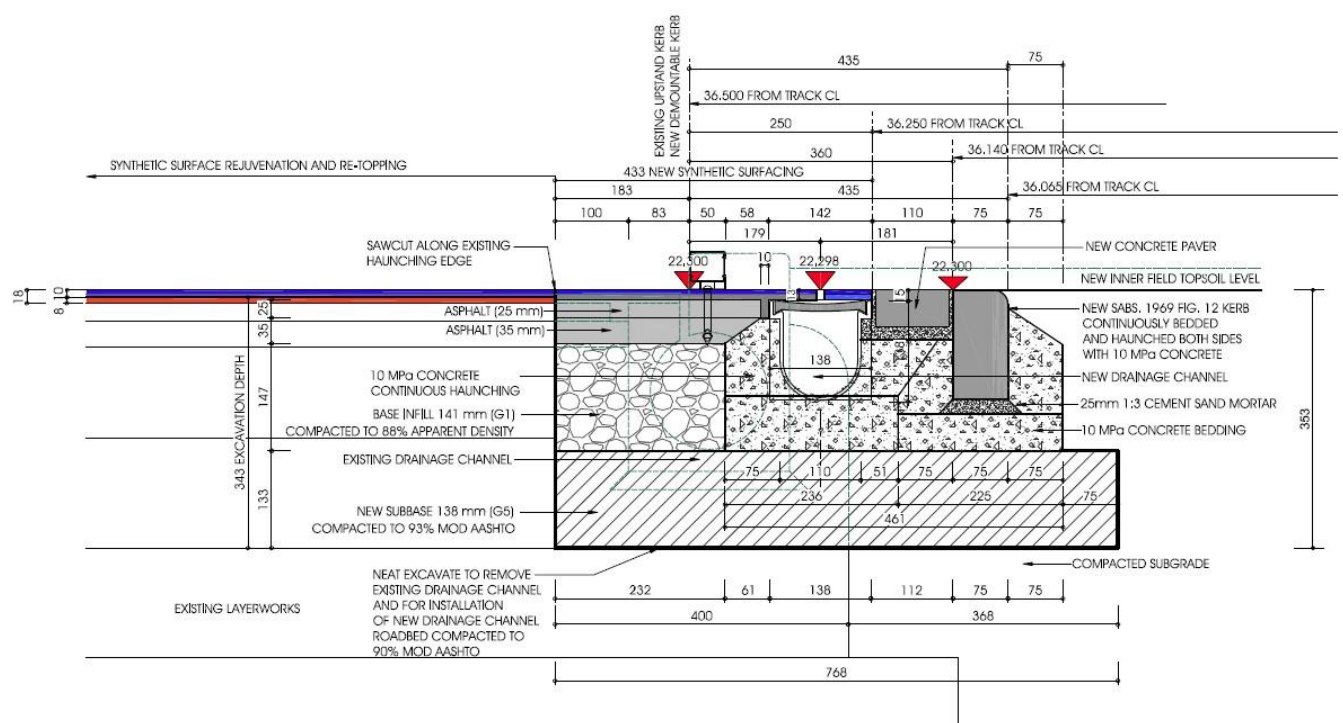 EXISTING UPSTAND KERB
NEW DEMOUNTABLE KERB
435
75
36.500 FROM TRACK CL
250
36.250 FROM TRACK CL
360
36.140 FROM TRACK CL
SYNTHETIC SURFACE REJUVENATION AND RE-TOPPING
433 NEW SYNTHETIC SURFACING
183
435
36.065 FROM TRACK CL
100
83
50
58
142
110
75
75
179
181
SAWCUT ALONG EXISTING
HAUNCHING EDGE
NEW CONCRETE PAVER
22,300
10
22,298
22,300
NEW INNER FIELD TOPSOIL LEVEL
18
10
8
25
35
13
15
ASPHALT (25 mm)
ASPHALT (35 mm)
NEW SABS. 1969 FIG. 12 KERB
CONTINUOUSLY BEDDED
AND HAUNCHED BOTH SIDES
WITH 10 MPa CONCRETE
138
10 MPa CONCRETE
CONTINUOUS HAUNCHING
NEW DRAINAGE CHANNEL
343 EXCAVATION DEPTH
147
BASE INFILL 141 mm (G1)
COMPACTED TO 88% APPARENT DENSITY
25mm 1:3 CEMENT SAND MORTAR
10 MPa CONCRETE BEDDING
353
EXISTING DRAINAGE CHANNEL
75
110
51
75
75
75
236
225
75
461
133
NEW SUBBASE 138 mm (G5)
COMPACTED TO 93% MOD AASHTO
COMPACTED SUBGRADE
NEAT EXCAVATE TO REMOVE
EXISTING DRAINAGE CHANNEL
AND FOR INSTALLATION
OF NEW DRAINAGE CHANNEL
ROADBED COMPACTED TO
90% MOD AASHTO
232
61
138
112
75
75
EXISTING LAYERWORKS
400
368
768